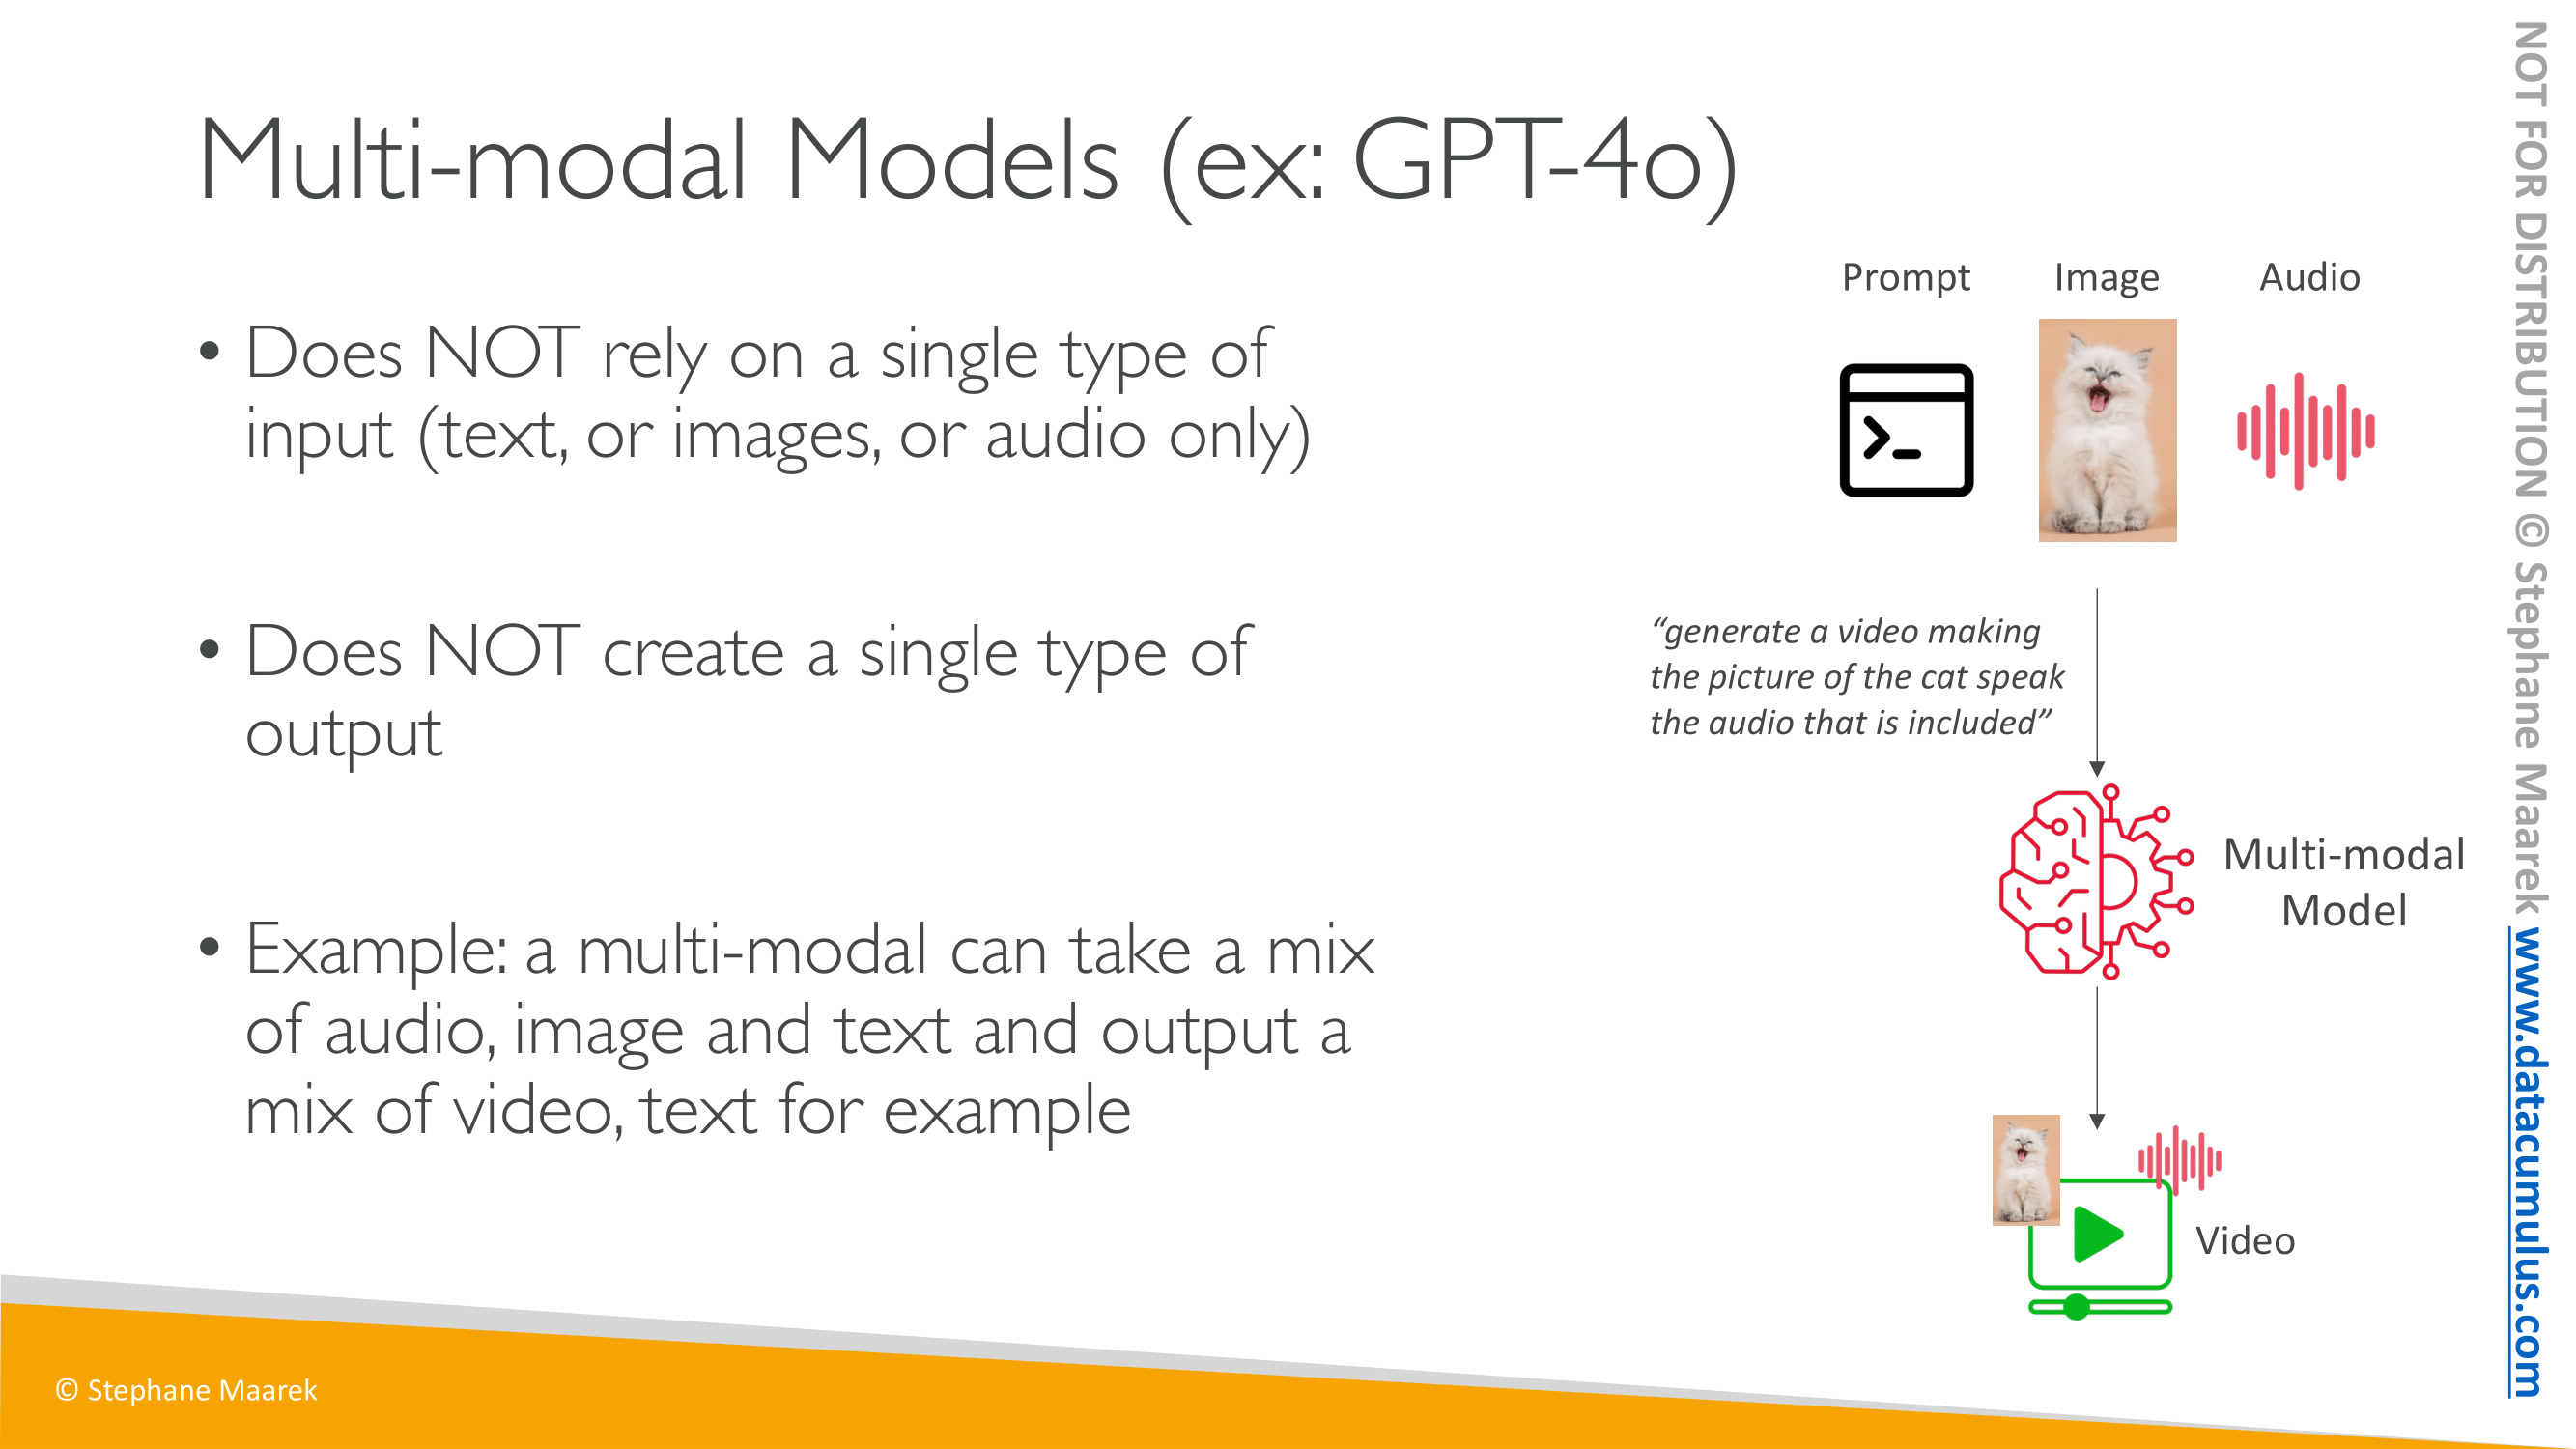 Multi-modal Models (ex: GPT-4o)
• Does NOT rely on a single type of
input (text, or images, or audio only)
• Does NOT create a single type of
output
• Example: a multi-modal can take a mix
of audio, image and text and output a
mix of video, text for example
Prompt
Image
Audio
“generate a video making
the picture of the cat speak
the audio that is included”
Multi-modal
Model
Video
© Stephane Maarek
NOT FOR DISTRIBUTION © Stephane Maarek www.datacumulus.com